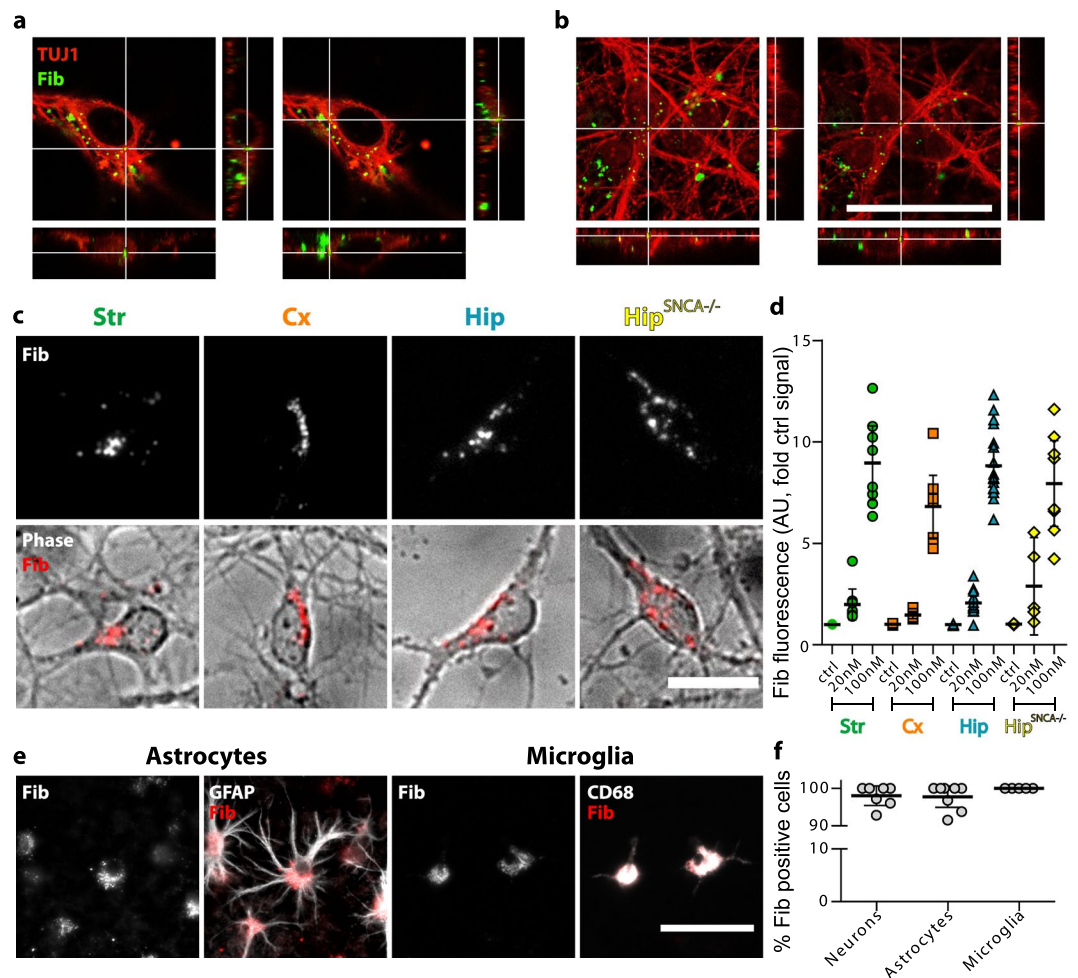 a
TUJ1
Fib
b
c
Str
Cx
Hip
Hip SNCA-/-
Fib
Phase
Fib
d
Fib fluorescence (AU, fold ctrl signal)
15
10
5
0
ctrl 20nM 100nM ctrl 20nM 100nM ctrl 20nM 100nM ctrl 20nM 100nM
Str Cx Hip Hip SNCA-/-
e
Astrocytes
Microglia
Fib
GFAP
Fib
Fib
CD68
Fib
f
% Fib positive cells
100
90
10
0
Neurons
Astrocytes
Microglia